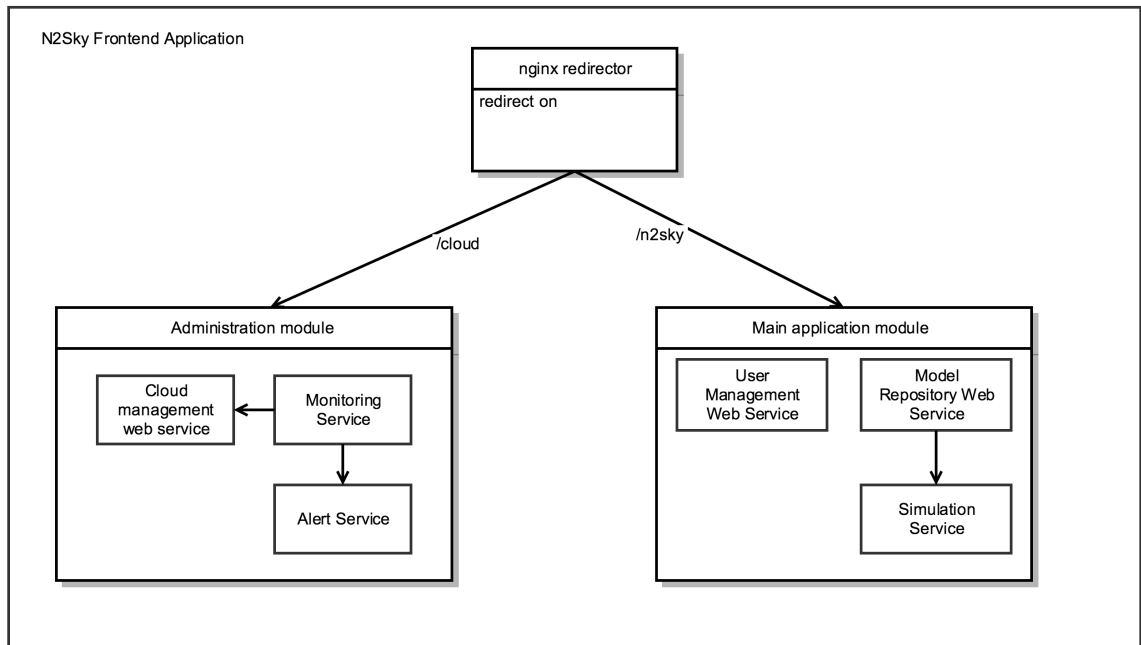 N2Sky Frontend Application
nginx redirector
redirect on
/cloud
/n2sky
Administration module
Cloud
management
web service
Monitoring
Service
Alert Service
Main application module
User
Management
Web Service
Model
Repository Web
Service
Simulation
Service